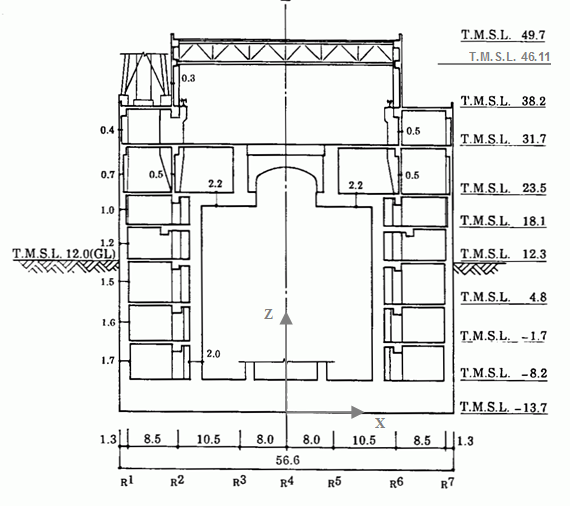 T.M.S.L. 49.7
T.M.S.L. 46.11
0.3
T.M.S.L. 38.2
0.4
0.5
T.M.S.L. 31.7
0.7
0.5
0.5
2.2
2.2
T.M.S.L. 23.5
1.0
T.M.S.L. 18.1
1.2
T.M.S.L. 12.0(GL)
T.M.S.L. 12.3
1.5
T.M.S.L. 4.8
Z
1.6
T.M.S.L. -1.7
1.7
2.0
T.M.S.L. -8.2
T.M.S.L. -13.7
X
1.3 8.5 10.5 8.0 8.0 10.5 8.5 1.3
56.6
R1 R2 R3 R4 R5 R6 R7